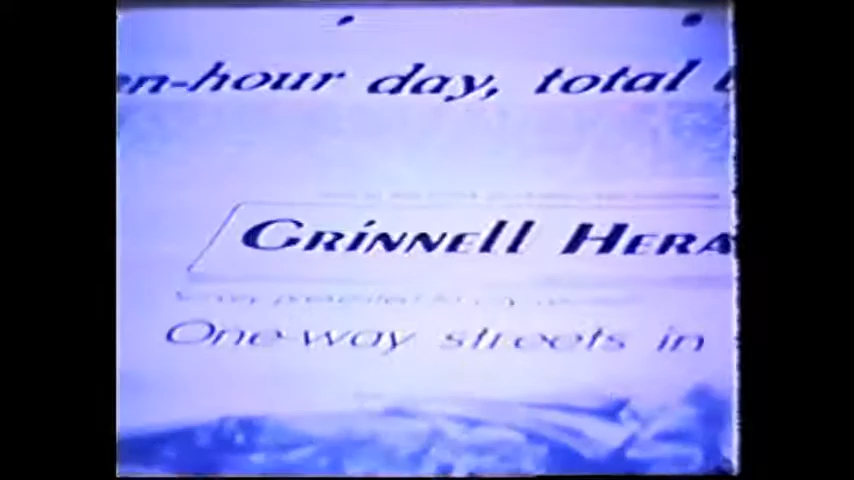 en-hour day, total
GRINNELL HERA
One-way streets in